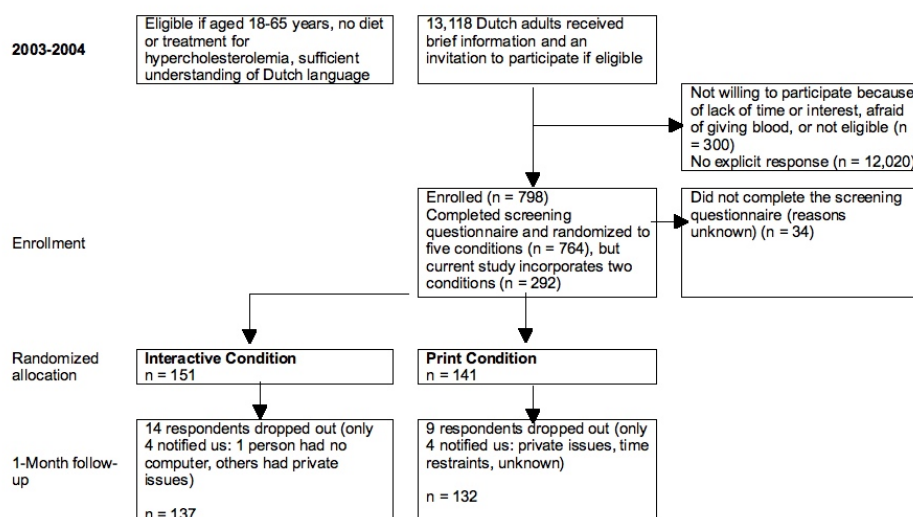 2003-2004
Eligible if aged 18-65 years, no diet
or treatment for
hypercholesterolemia, sufficient
understanding of Dutch language
13,118 Dutch adults received
brief information and an
invitation to participate if eligible
Not willing to participate because
of lack of time or interest, afraid
of giving blood, or not eligible (n
= 300)
No explicit response (n = 12,020)
Enrollment
Enrolled (n = 798)
Completed screening
questionnaire and randomized to
five conditions (n = 764), but
current study incorporates two
conditions (n = 292)
Did not complete the screening
questionnaire (reasons
unknown) (n = 34)
Randomized
allocation
Interactive Condition
n = 151
Print Condition
n = 141
1-Month follow-
up
14 respondents dropped out (only
4 notified us: 1 person had no
computer, others had private
issues)
n = 137
9 respondents dropped out (only
4 notified us: private issues, time
restraints, unknown)
n = 132